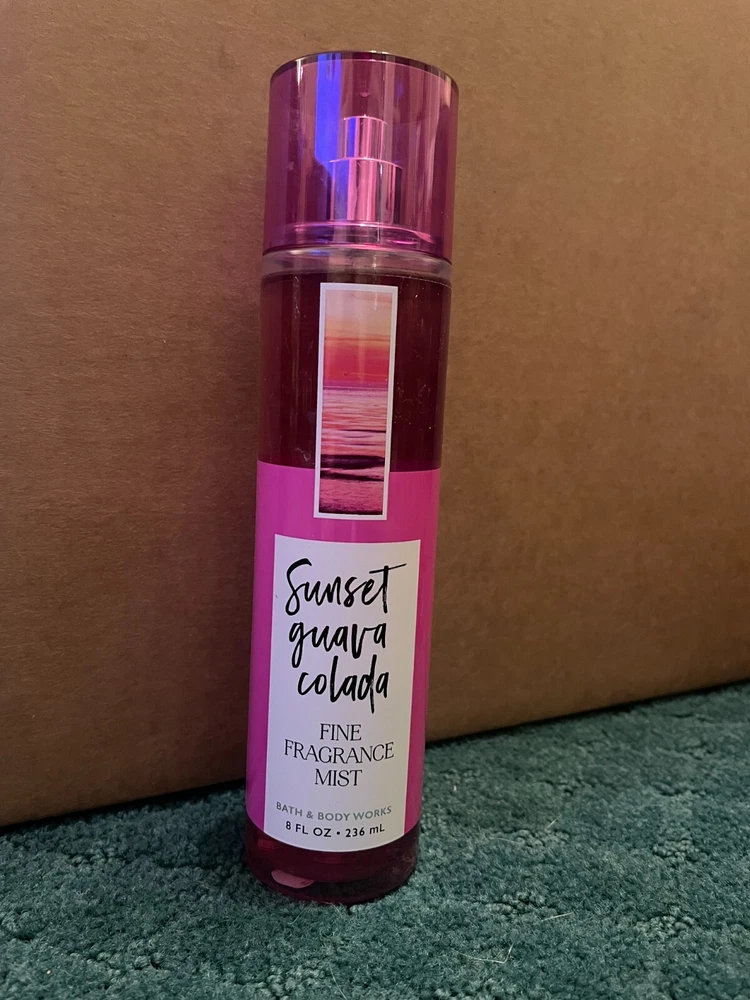 Sunset
guava
colada
FINE
FRAGRANCE
MIST
BATH & BODY WORKS
8 FL OZ • 236 mL